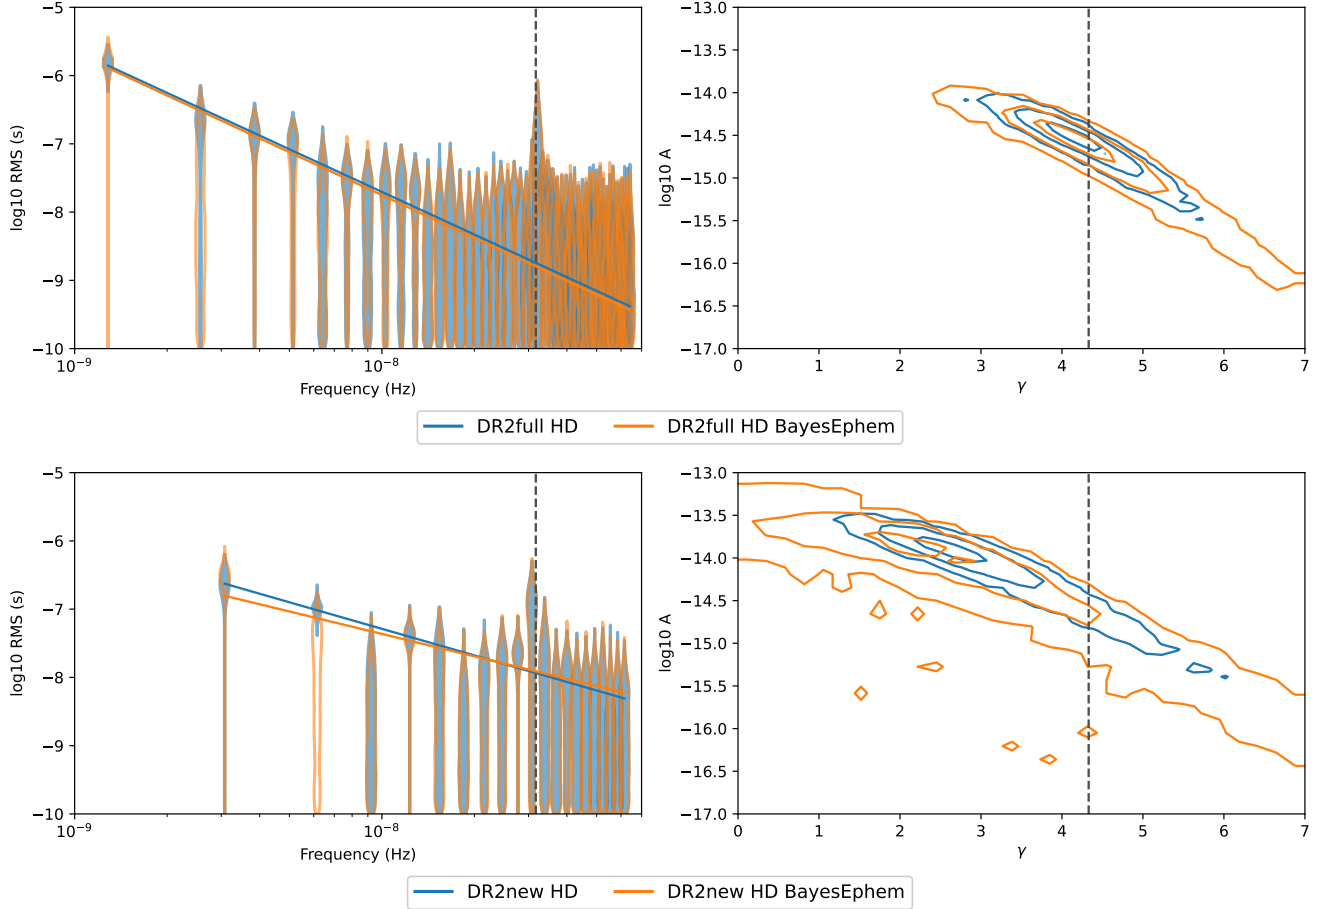 −5
−6
−7
−8
−9
−10
log10 RMS (s)
10⁻⁹
10⁻⁸
Frequency (Hz)
−13.0
−13.5
−14.0
−14.5
−15.0
−15.5
−16.0
−16.5
−17.0
log10 A
0 1 2 3 4 5 6 7
γ
DR2full HD
DR2full HD BayesEphem
−5
−6
−7
−8
−9
−10
log10 RMS (s)
10⁻⁹
10⁻⁸
Frequency (Hz)
−13.0
−13.5
−14.0
−14.5
−15.0
−15.5
−16.0
−16.5
−17.0
log10 A
0 1 2 3 4 5 6 7
γ
DR2new HD
DR2new HD BayesEphem